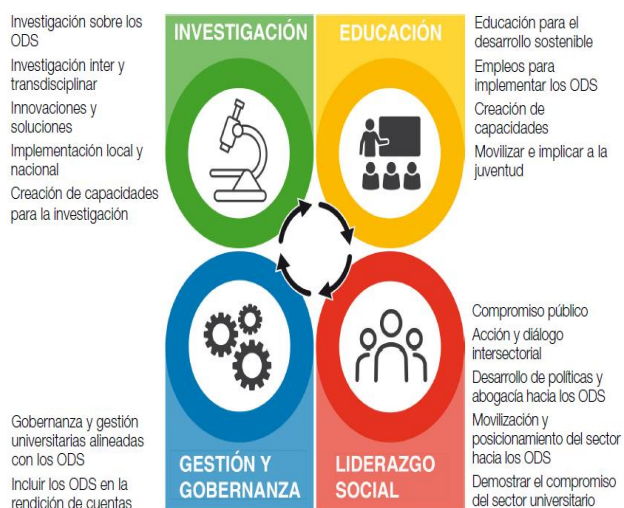 Investigación sobre los
ODS
Investigación inter y
transdisciplinar
Innovaciones y
soluciones
Implementación local y
nacional
Creación de capacidades
para la investigación
INVESTIGACIÓN
EDUCACIÓN
Educación para el
desarrollo sostenible
Empleos para
implementar los ODS
Creación de
capacidades
Movilizar e implicar a la
juventud
Gobernanza y gestión
universitarias alineadas
con los ODS
Incluir los ODS en la
rendición de cuentas
GESTIÓN Y
GOBERNANZA
LIDERAZGO
SOCIAL
Compromiso público
Acción y diálogo
intersectorial
Desarrollo de políticas y
abogacía hacia los ODS
Movilización y
posicionamiento del sector
hacia los ODS
Demostrar el compromiso
del sector universitario